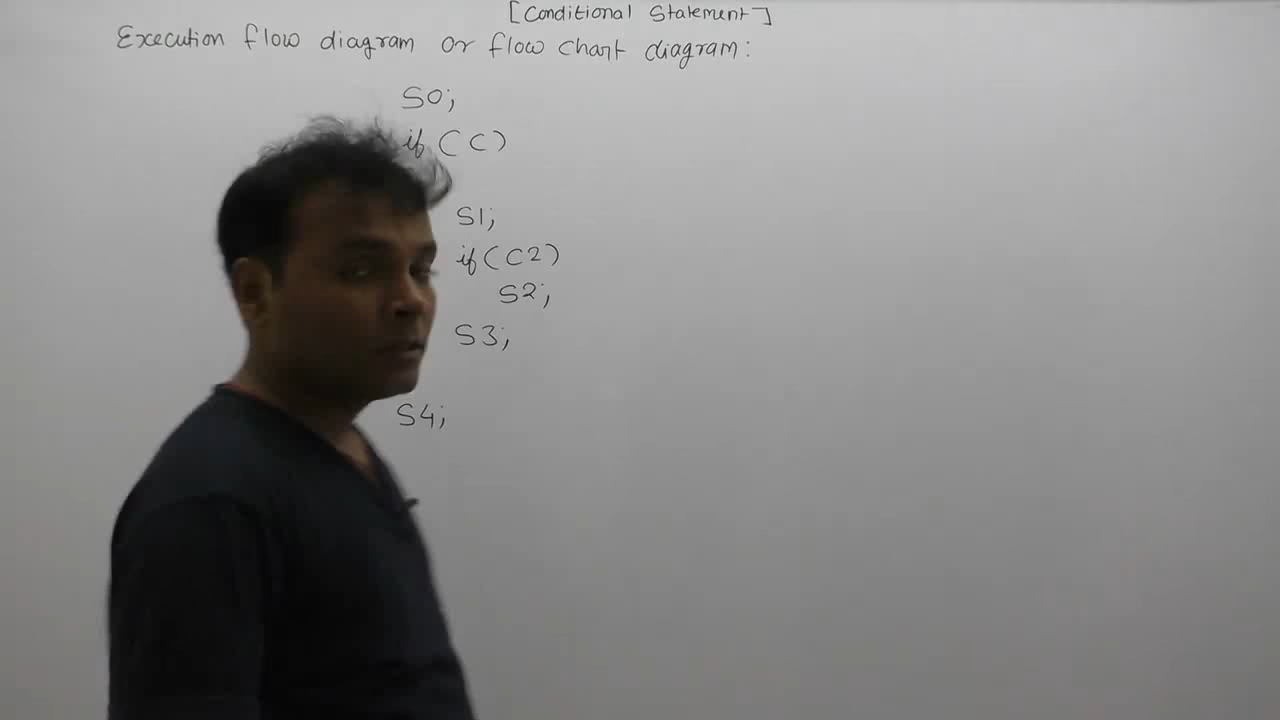 [Conditional Statement]
Execution flow diagram or flow chart diagram:
S0;
if (C)
S1;
if (C2)
S2;
S3;
S4;